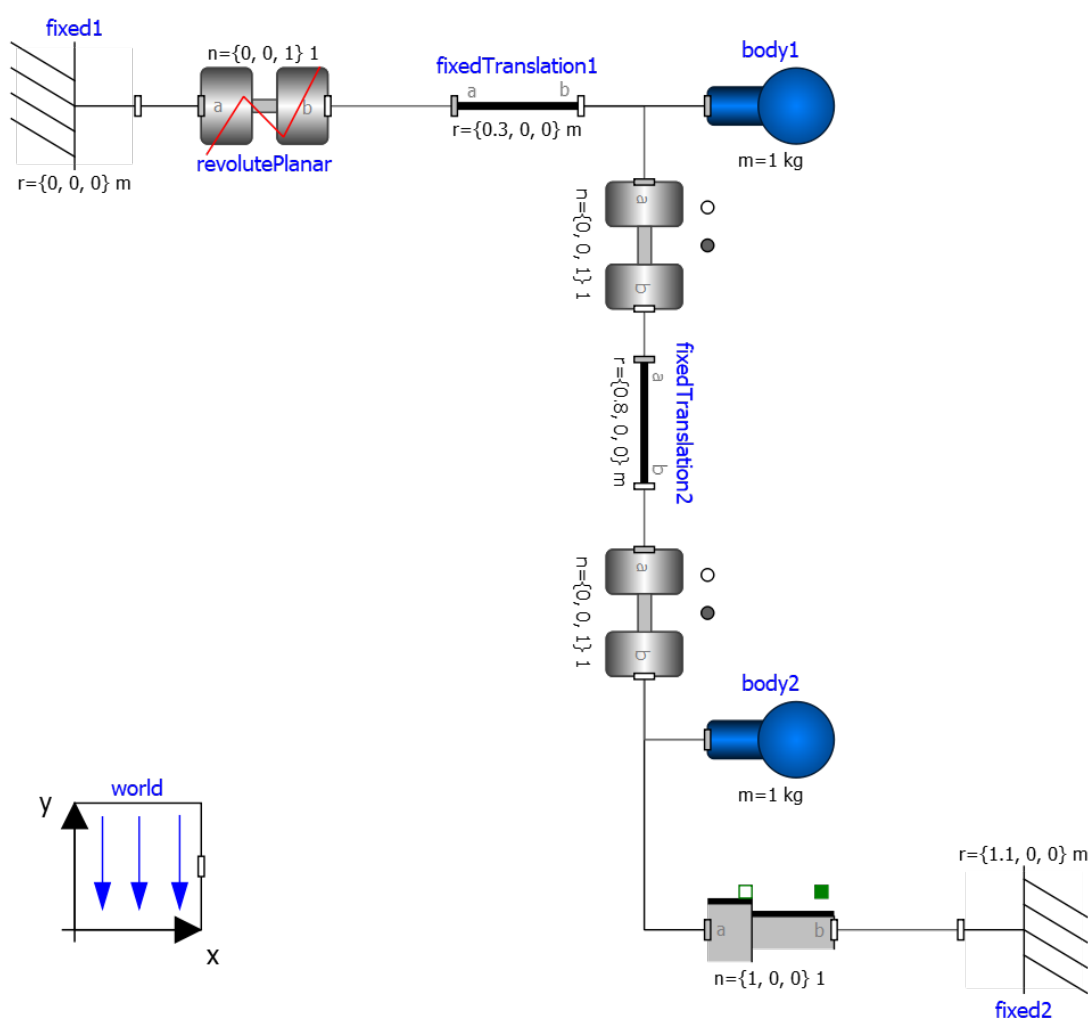 fixed1
r={0, 0, 0} m
n={0, 0, 1} 1
a
b
revolutePlanar
fixedTranslation1
a
b
r={0.3, 0, 0} m
body1
m=1 kg
n={0, 0, 1} 1
a
b
fixedTranslation2
r={0.8, 0, 0} m
a
b
n={0, 0, 1} 1
a
b
body2
m=1 kg
world
y
x
r={1.1, 0, 0} m
a
b
n={1, 0, 0} 1
fixed2